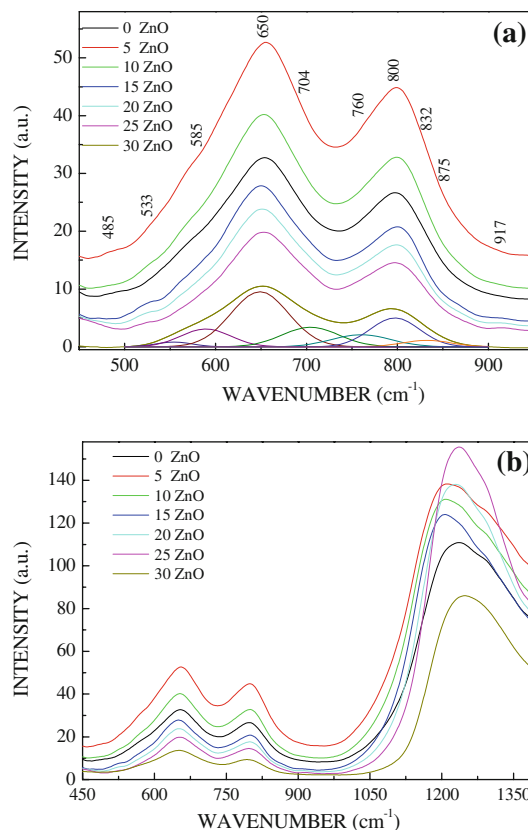 (a)
50
40
30
20
10
0
INTENSITY (a.u.)
0 ZnO
5 ZnO
10 ZnO
15 ZnO
20 ZnO
25 ZnO
30 ZnO
485
533
585
650
704
760
800
832
875
917
500 600 700 800 900
WAVENUMBER (cm-1)
(b)
140
120
100
80
60
40
20
0
INTENSITY (a.u.)
0 ZnO
5 ZnO
10 ZnO
15 ZnO
20 ZnO
25 ZnO
30 ZnO
450 600 750 900 1050 1200 1350
WAVENUMBER (cm-1)